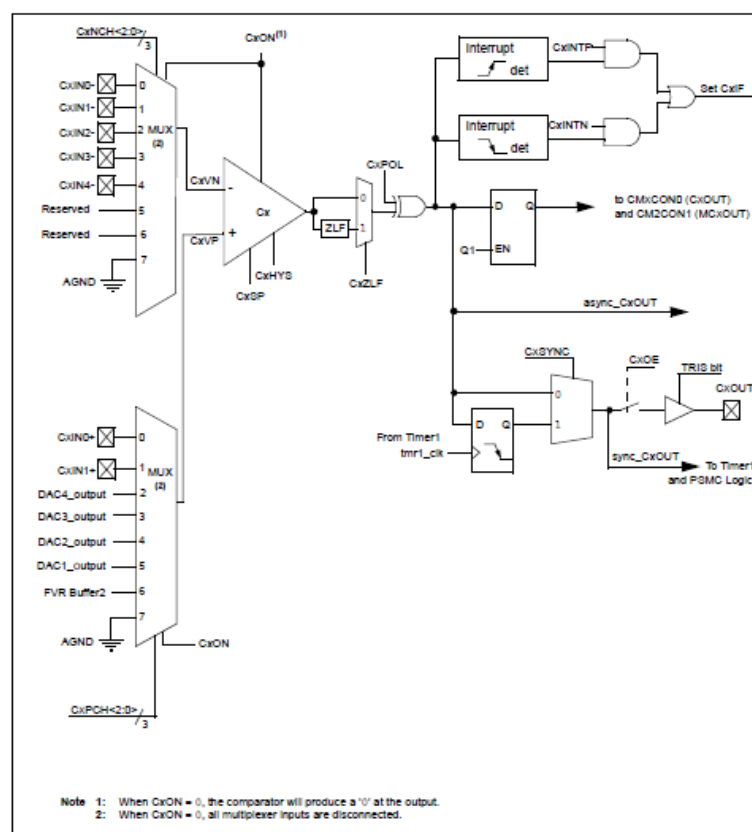 CxNCH<2:0>
3
CxON(1)
CxIN0-
0
CxIN1-
1
CxIN2-
2
MUX
(2)
CxIN3-
3
CxIN4-
4
Reserved
5
Reserved
6
7
AGND
CxVN
-
Cx
+
CxVP
CxSP
CxHYS
ZLF
0
1
CxZLF
CxPOL
Interrupt
det
CxINTP
Interrupt
det
CxINTN
Set CxIF
D Q
EN
Q1
to CMxCON0 (CxOUT)
and CM2CON1 (MCxOUT)
async_CxOUT
CxSYNC
0
1
CxOE
TRIS bit
CxOUT
D Q
From Timer1
tmr1_clk
sync_CxOUT
To Timer1
and PSMC Logic
CxIN0+
0
CxIN1+
1
MUX
(2)
DAC4_output
2
DAC3_output
3
DAC2_output
4
DAC1_output
5
FVR Buffer2
6
7
AGND
CxON
CxPCH<2:0>
3
Note 1: When CxON = 0, the comparator will produce a '0' at the output.
2: When CxON = 0, all multiplexer inputs are disconnected.